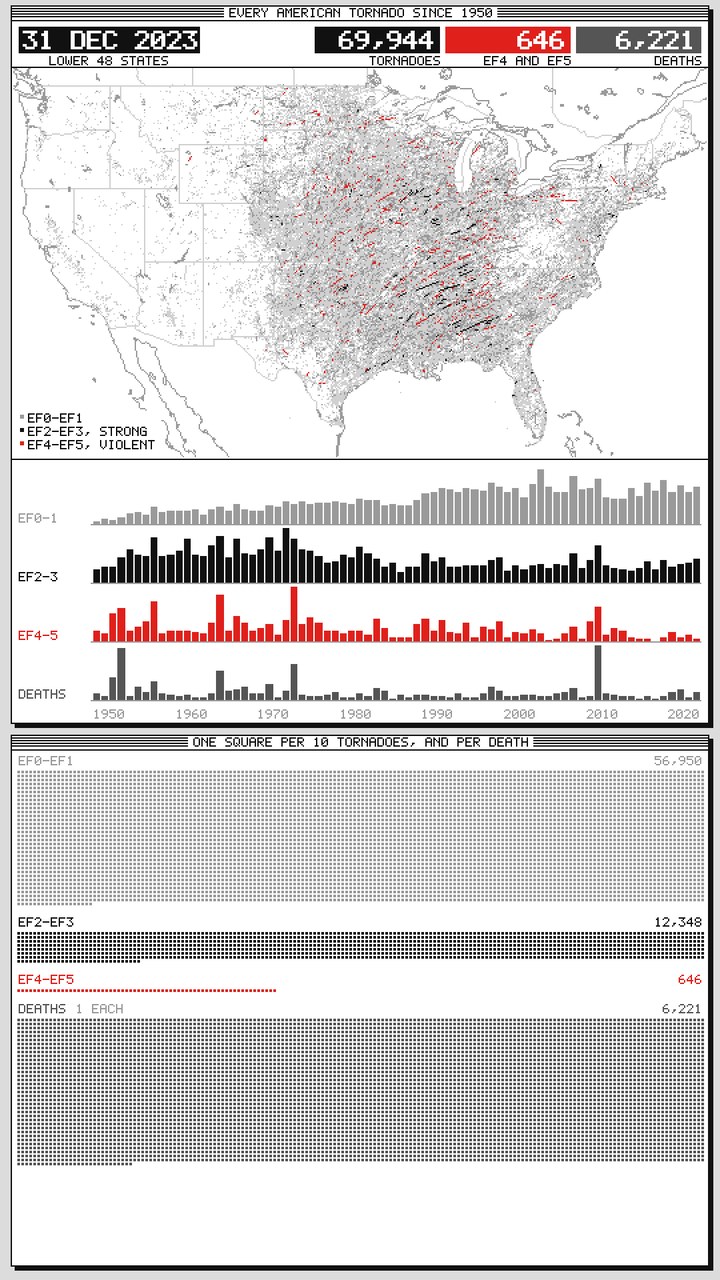 EVERY AMERICAN TORNADO SINCE 1950
31 DEC 2023 69,944 646 6,221
LOWER 48 STATES TORNADOES EF4 AND EF5 DEATHS
EF0-EF1
EF2-EF3, STRONG
EF4-EF5, VIOLENT
EF0-1
EF2-3
EF4-5
DEATHS
1950 1960 1970 1980 1990 2000 2010 2020
ONE SQUARE PER 10 TORNADOES, AND PER DEATH
EF0-EF1 56,950
EF2-EF3 12,348
EF4-EF5 646
DEATHS 1 EACH 6,221